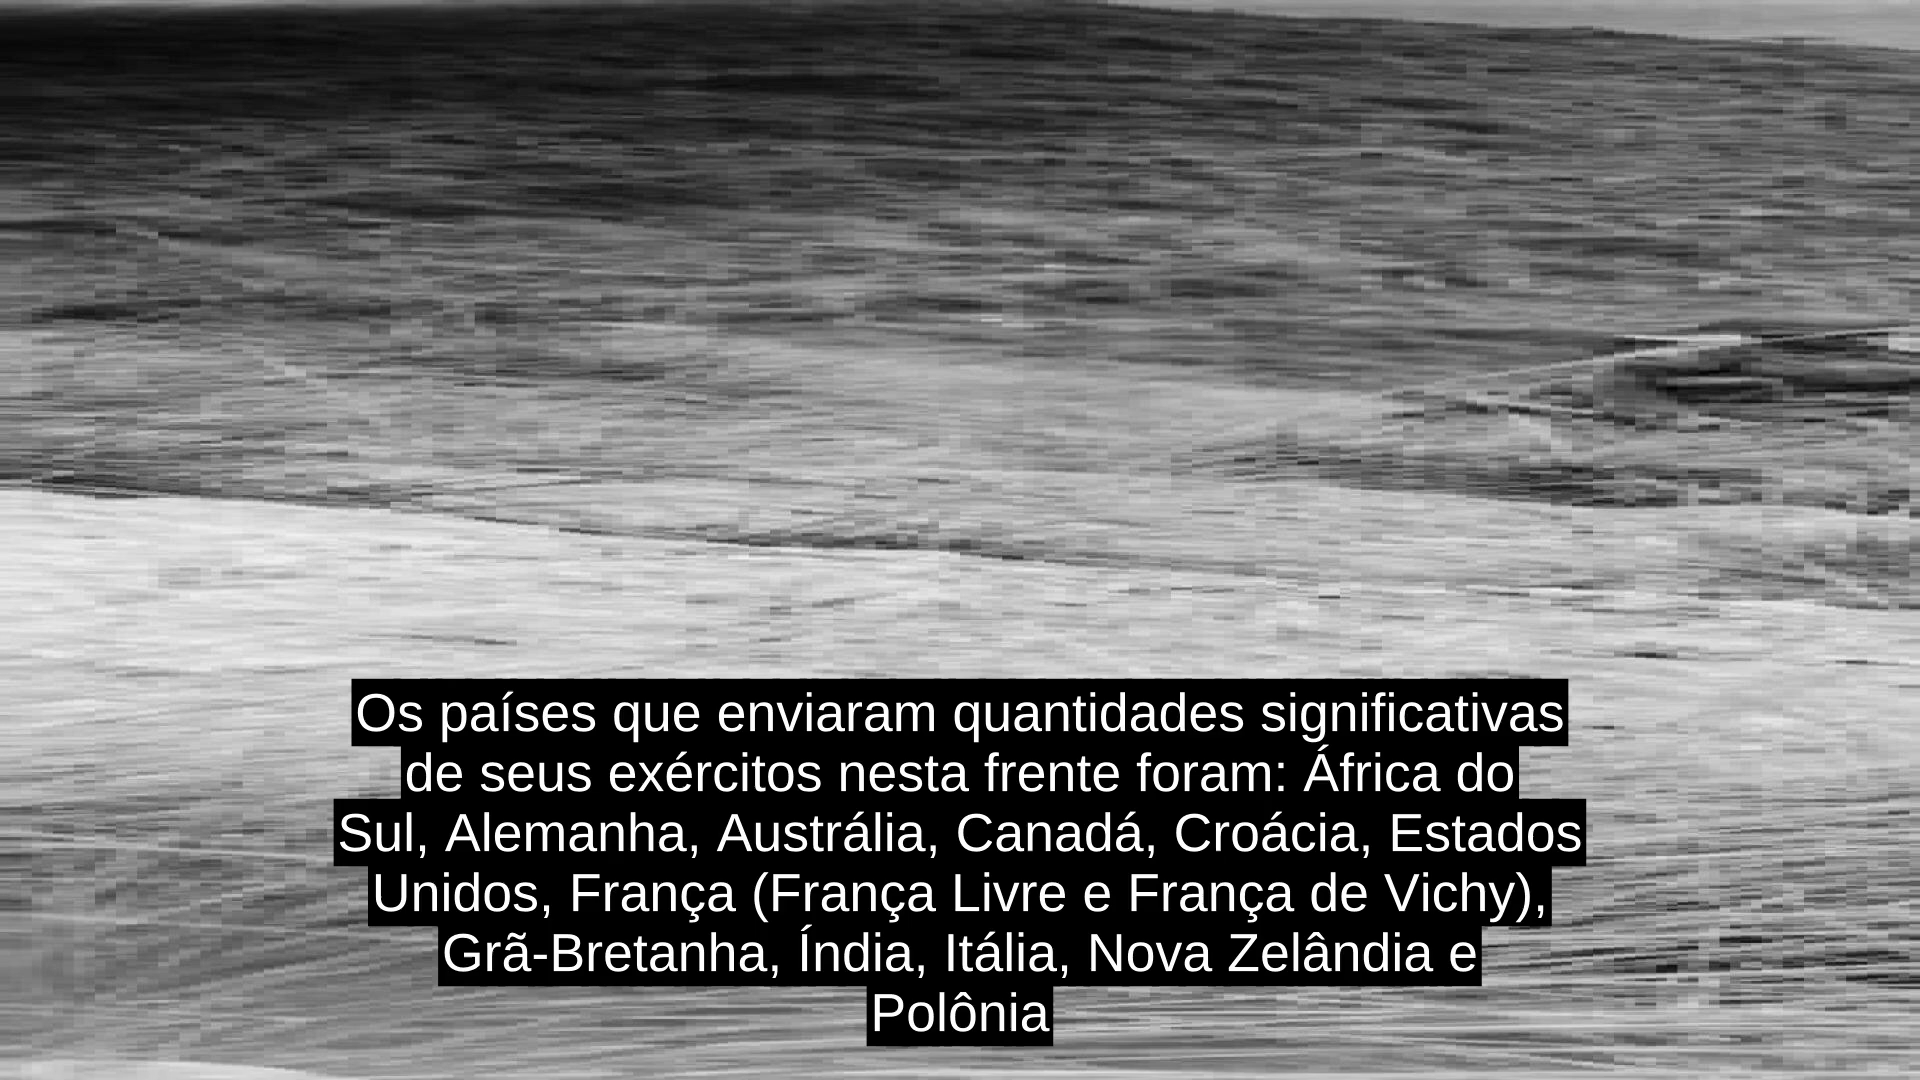 Os países que enviaram quantidades significativas
de seus exércitos nesta frente foram: África do
Sul, Alemanha, Austrália, Canadá, Croácia, Estados
Unidos, França (França Livre e França de Vichy),
Grã-Bretanha, Índia, Itália, Nova Zelândia e
Polônia